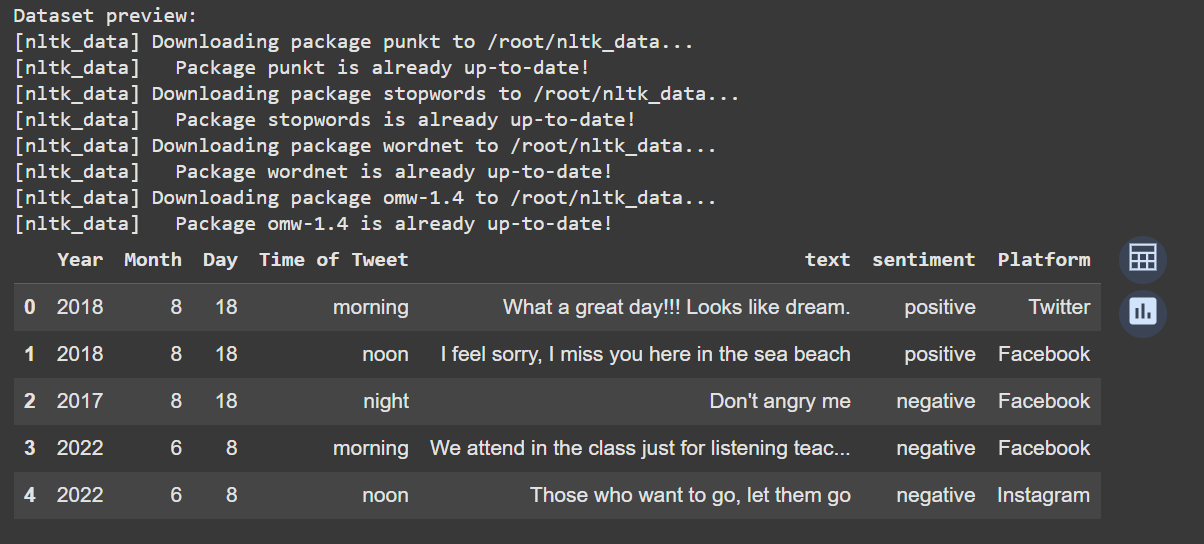 Dataset preview:
[nltk_data] Downloading package punkt to /root/nltk_data...
[nltk_data]   Package punkt is already up-to-date!
[nltk_data] Downloading package stopwords to /root/nltk_data...
[nltk_data]   Package stopwords is already up-to-date!
[nltk_data] Downloading package wordnet to /root/nltk_data...
[nltk_data]   Package wordnet is already up-to-date!
[nltk_data] Downloading package omw-1.4 to /root/nltk_data...
[nltk_data]   Package omw-1.4 is already up-to-date!
Year Month Day Time of Tweet text sentiment Platform
0 2018 8 18 morning What a great day!!! Looks like dream. positive Twitter
1 2018 8 18 noon I feel sorry, I miss you here in the sea beach positive Facebook
2 2017 8 18 night Don't angry me negative Facebook
3 2022 6 8 morning We attend in the class just for listening teac... negative Facebook
4 2022 6 8 noon Those who want to go, let them go negative Instagram